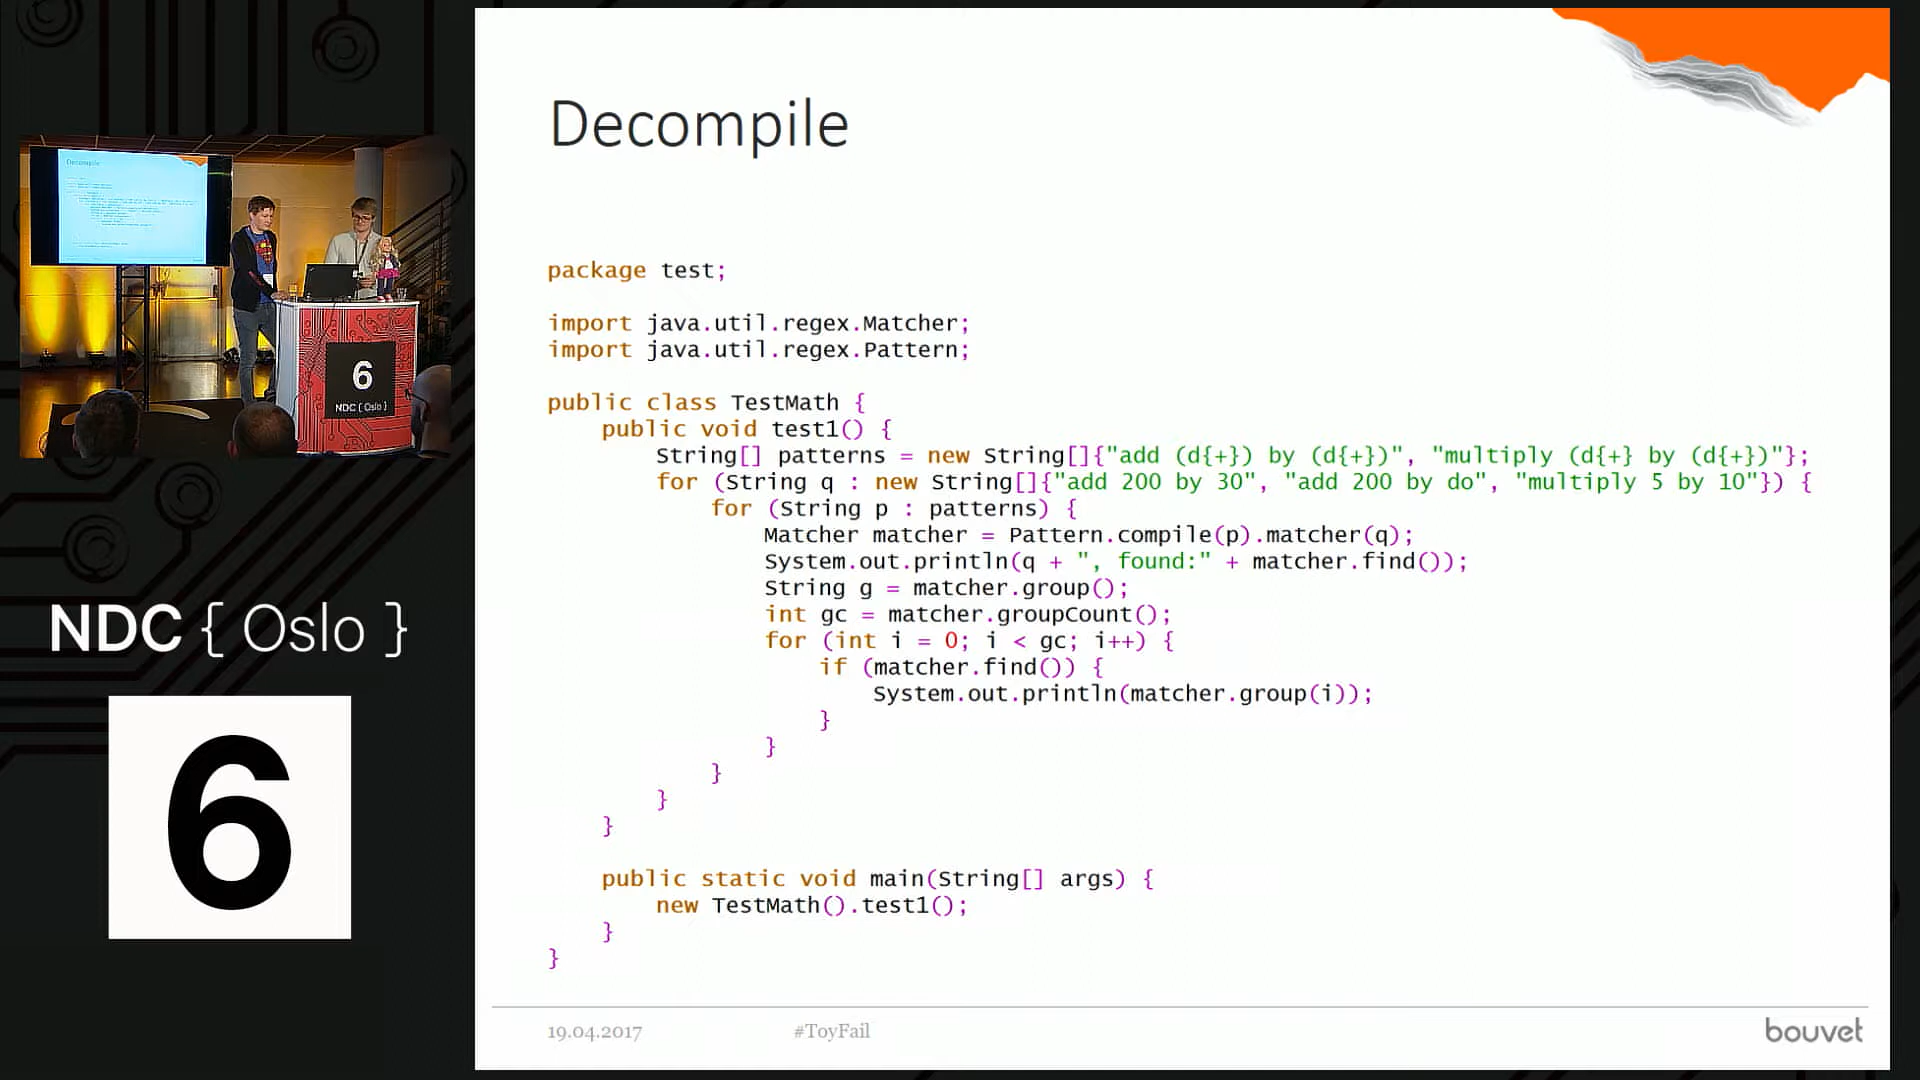 Decompile
package test;
import java.util.regex.Matcher;
import java.util.regex.Pattern;
public class TestMath {
public void test1() {
String[] patterns = new String[]{"add (d{+}) by (d{+})", "multiply (d{+} by (d{+})"};
for (String q : new String[]{"add 200 by 30", "add 200 by do", "multiply 5 by 10"}) {
for (String p : patterns) {
Matcher matcher = Pattern.compile(p).matcher(q);
System.out.println(q + ", found:" + matcher.find());
String g = matcher.group();
int gc = matcher.groupCount();
for (int i = 0; i < gc; i++) {
if (matcher.find()) {
System.out.println(matcher.group(i));
}
}
}
}
}
public static void main(String[] args) {
new TestMath().test1();
}
}
19.04.2017
#ToyFail
bouvet
Decompile
6
NDC { Oslo }
NDC { Oslo }
6